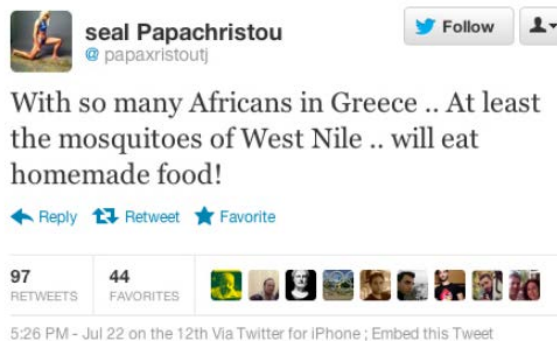 seal Papachristou
@ papaxristoutj
Follow
With so many Africans in Greece .. At least
the mosquitoes of West Nile .. will eat
homemade food!
Reply Retweet Favorite
97
RETWEETS
44
FAVORITES
5:26 PM - Jul 22 on the 12th Via Twitter for iPhone ; Embed this Tweet